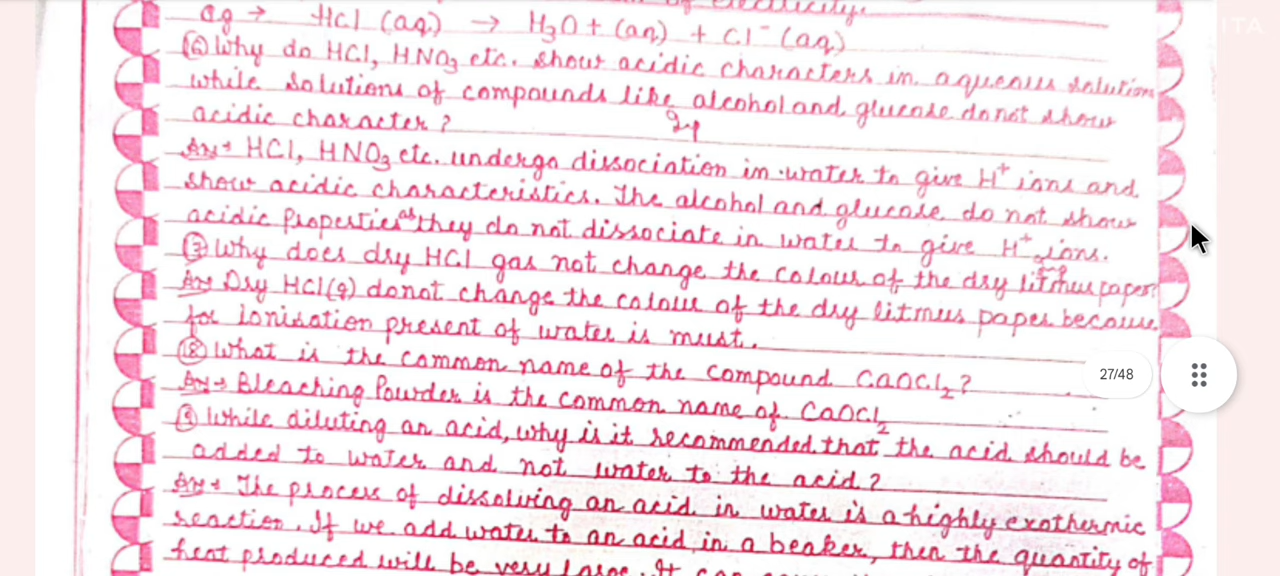 aq → HCl (aq) → H₃O+ (aq) + Cl⁻ (aq)
⑥ Why do HCl, HNO₃ etc. show acidic characters in aqueous solution
while solutions of compounds like alcohol and glucose do not show
acidic character?
Ans→ HCl, HNO₃ etc. undergo dissociation in water to give H⁺ ions and
show acidic characteristics. The alcohol and glucose do not show
acidic properties as they do not dissociate in water to give H⁺ ions.
⑦ Why does dry HCl gas not change the colour of the dry litmus paper?
Ans Dry HCl(g) donot change the colour of the dry litmus paper because
for ionisation present of water is must.
⑧ What is the common name of the compound CaOCl₂?
Ans→ Bleaching Powder is the common name of CaOCl₂
⑨ While diluting an acid, why is it recommended that the acid should be
added to water and not water to the acid?
Ans→ The process of dissolving an acid in water is a highly exothermic
reaction. If we add water to an acid in a beaker, then the quantity of
heat produced will be very large. It can
27/48